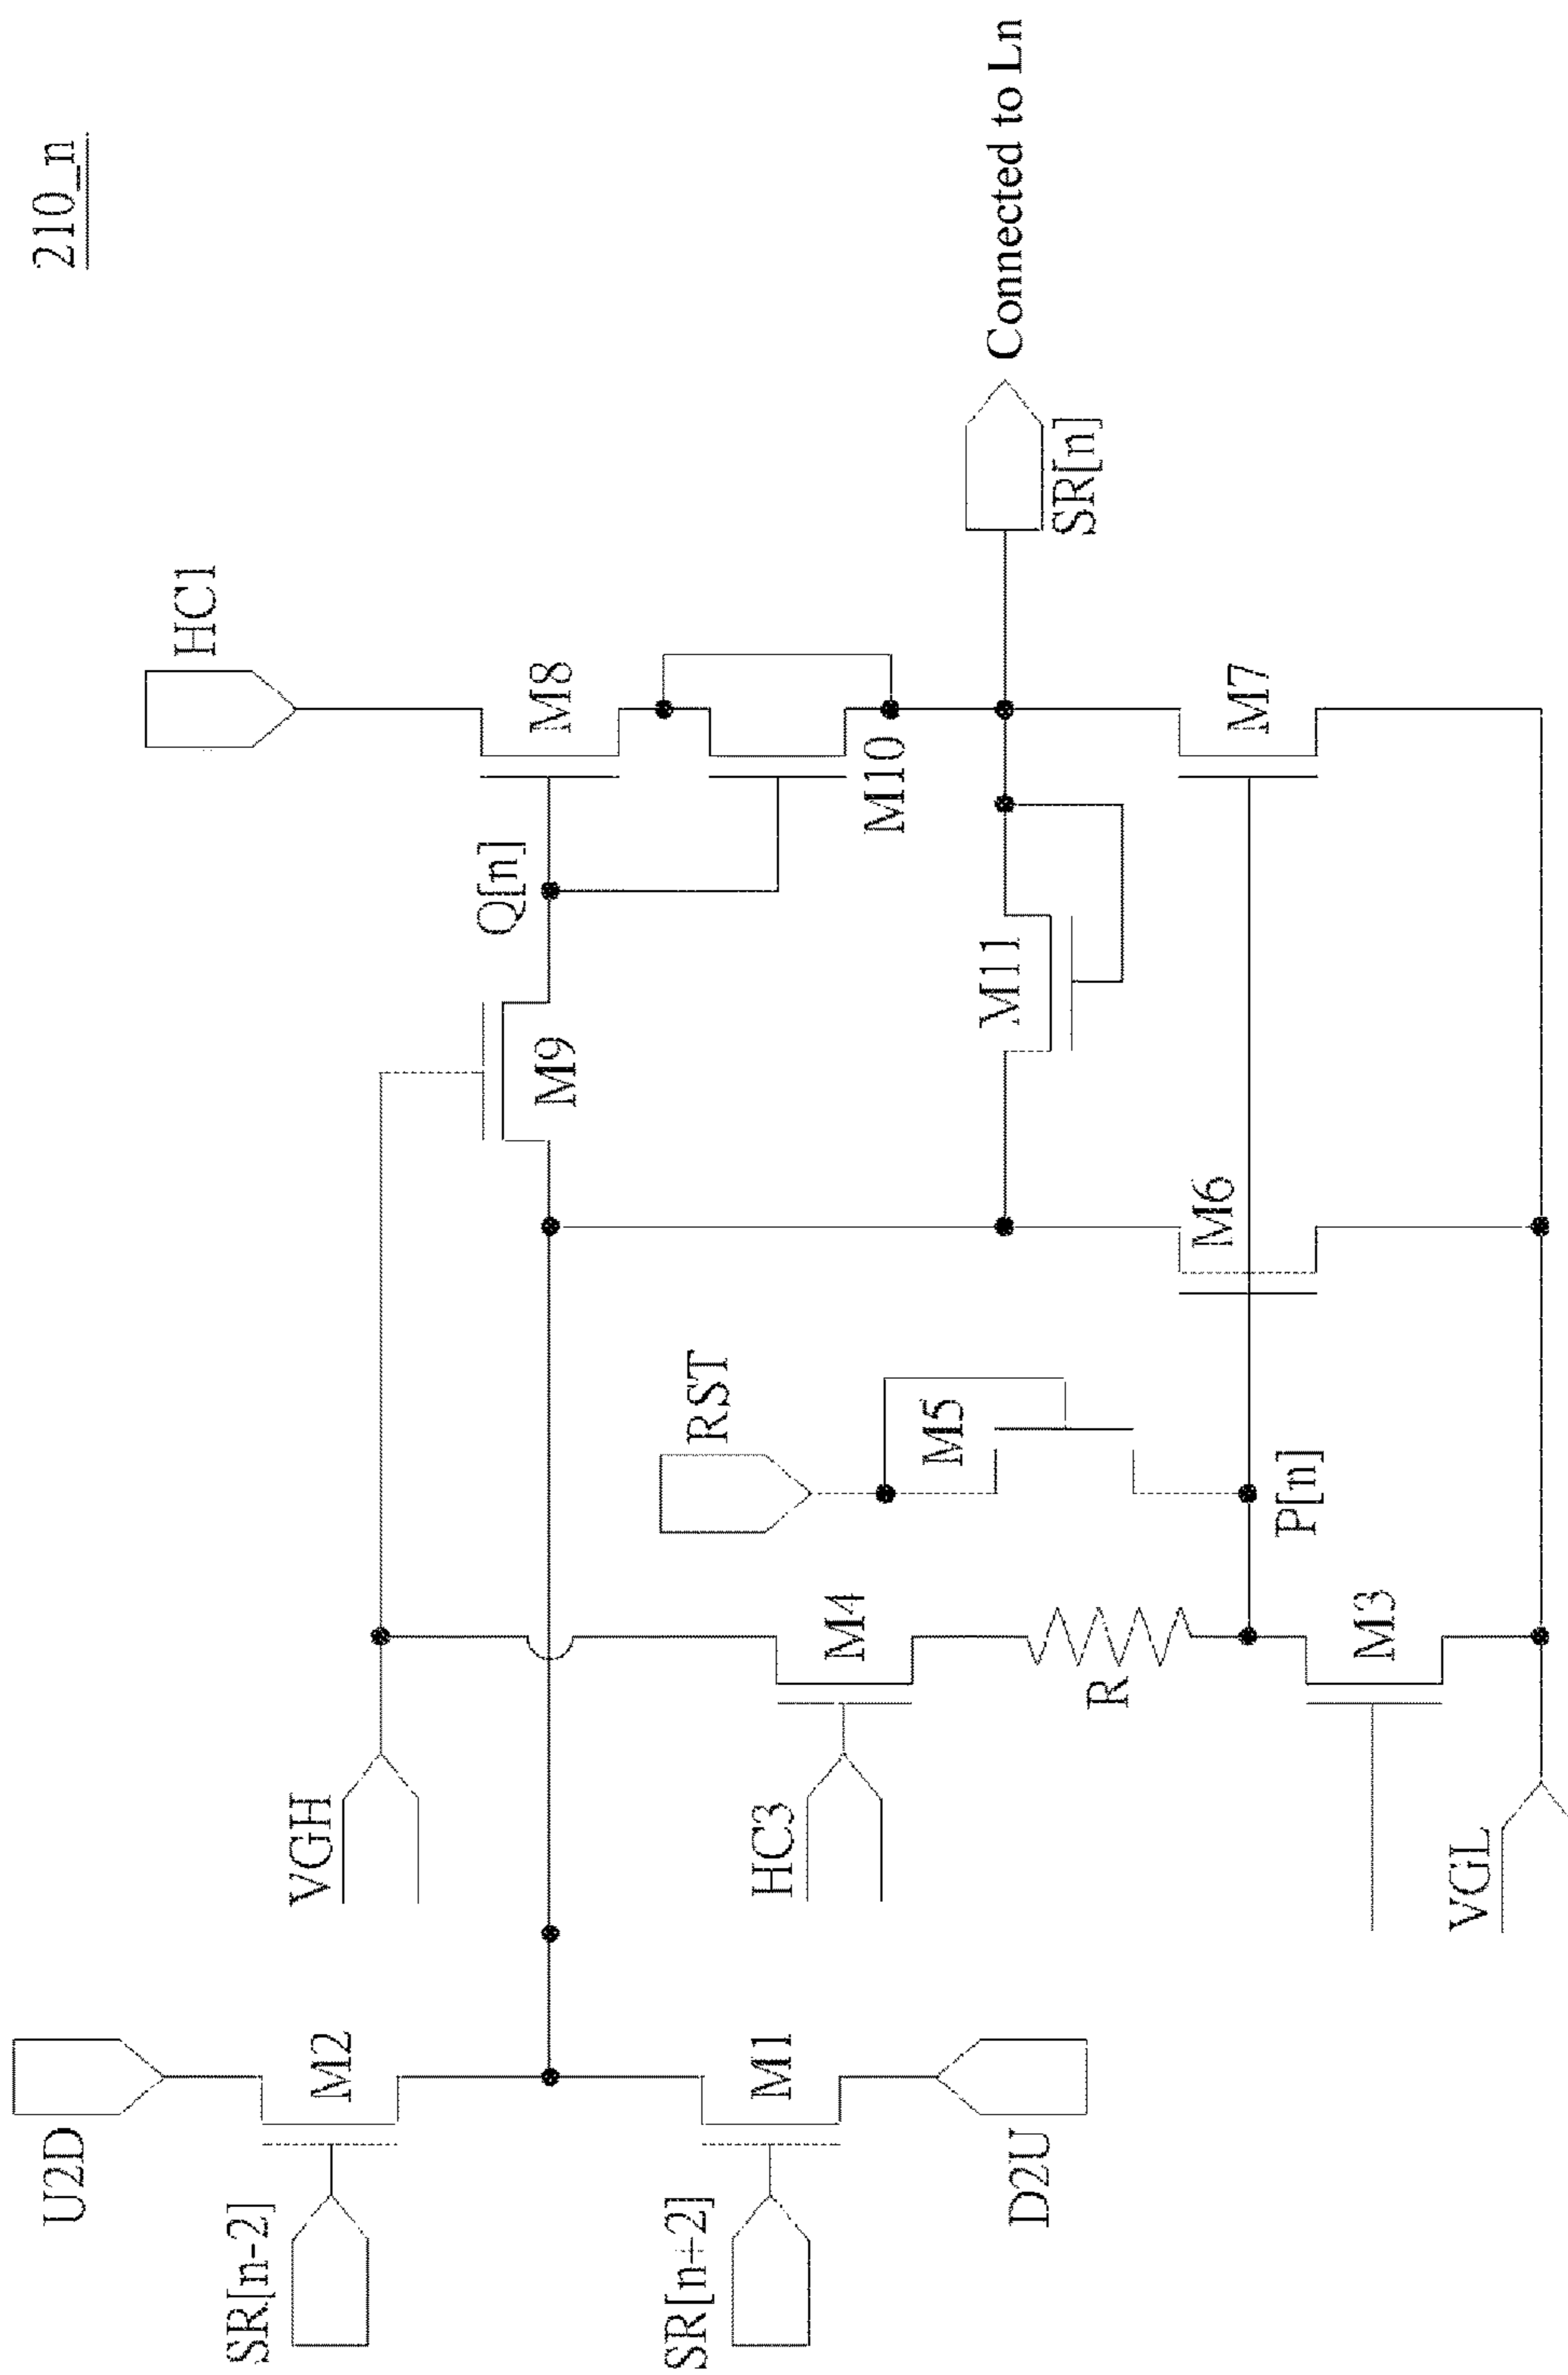 210_n
U2D
SR[n-2]
M2
SR[n+2]
M1
D2U
VGH
HC3
M4
R
M3
VGL
RST
M5
P[n]
M6
M9
Q[n]
M11
HC1
M8
M10
M7
SR[n]
Connected to Ln